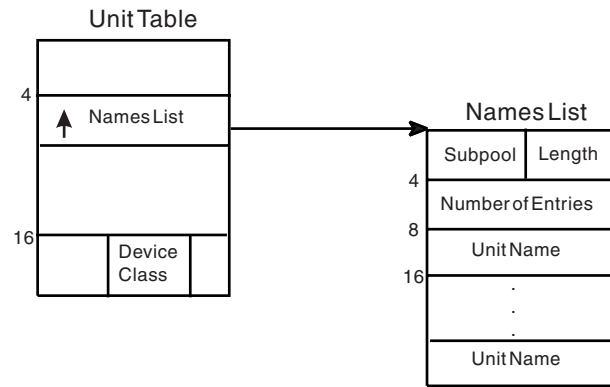 Unit Table
4
Names List
16
Device
Class
Names List
Subpool Length
4
Number of Entries
8
Unit Name
16
.
.
.
Unit Name